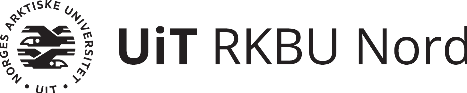 NORGES ARKTISKE UNIVERSITET
· UiT ·
UiT RKBU Nord